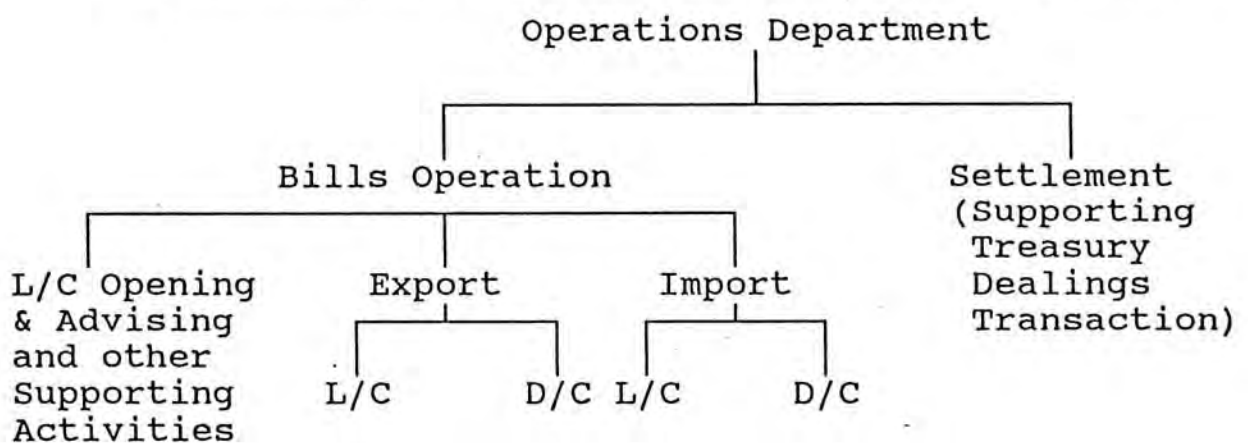 Operations Department
Bills Operation
Settlement
(Supporting
Treasury
Dealings
Transaction)
L/C Opening
& Advising
and other
Supporting
Activities
Export
L/C
D/C
Import
L/C
D/C